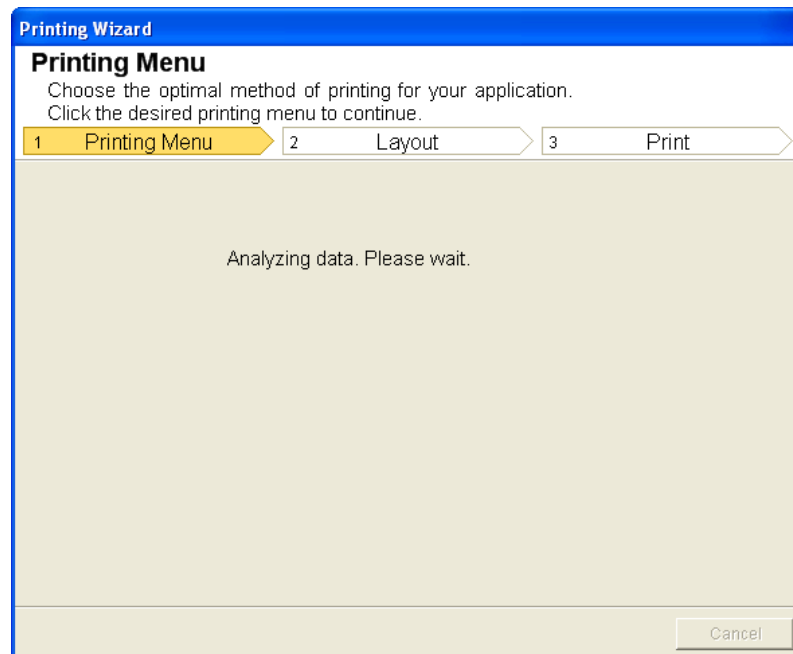 Printing Wizard
Printing Menu
Choose the optimal method of printing for your application.
Click the desired printing menu to continue.
1 Printing Menu 2 Layout 3 Print
Analyzing data. Please wait.
Cancel